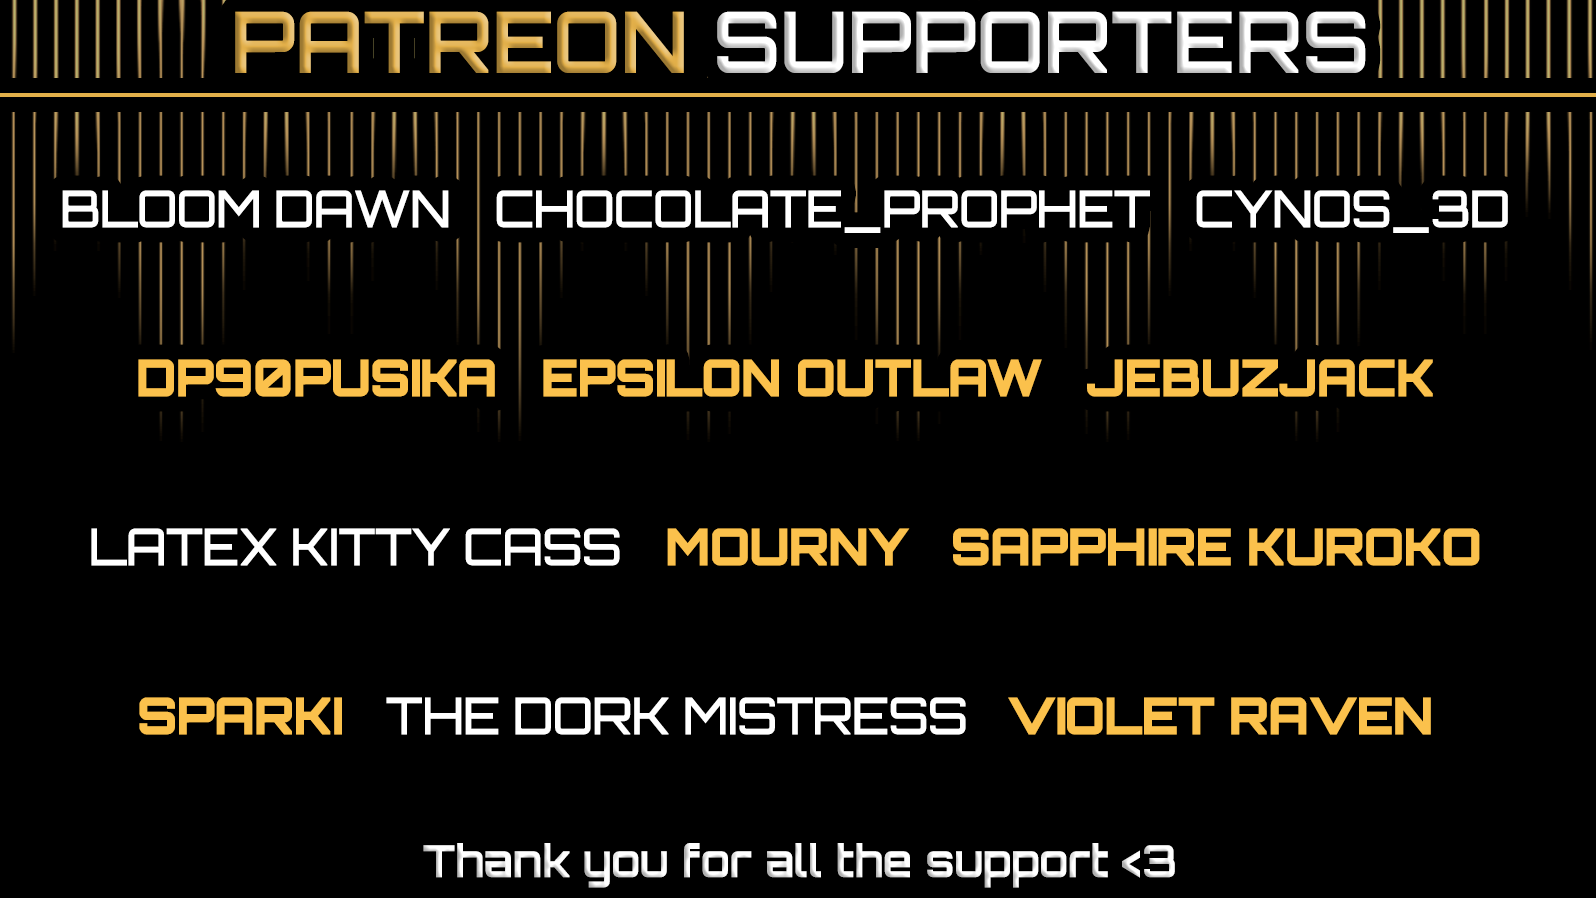 PATREON SUPPORTERS
BLOOM DAWN CHOCOLATE_PROPHET CYNOS_3D
DP90PUSIKA EPSILON OUTLAW JEBUZJACK
LATEX KITTY CASS MOURNY SAPPHIRE KUROKO
SPARKI THE DORK MISTRESS VIOLET RAVEN
Thank you for all the support <3